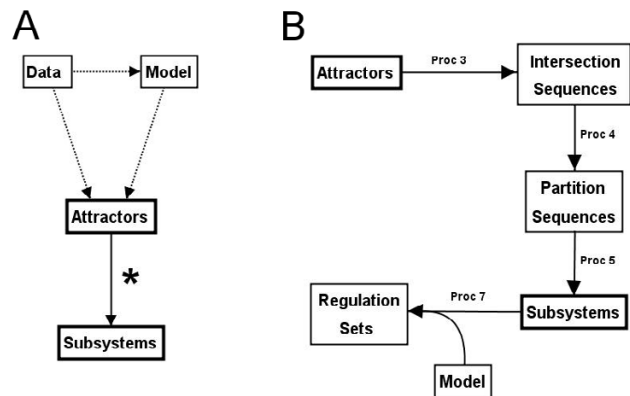 A
Data
Model
Attractors
*
Subsystems
B
Attractors
Proc 3
Intersection
Sequences
Proc 4
Partition
Sequences
Proc 5
Subsystems
Proc 7
Regulation
Sets
Model